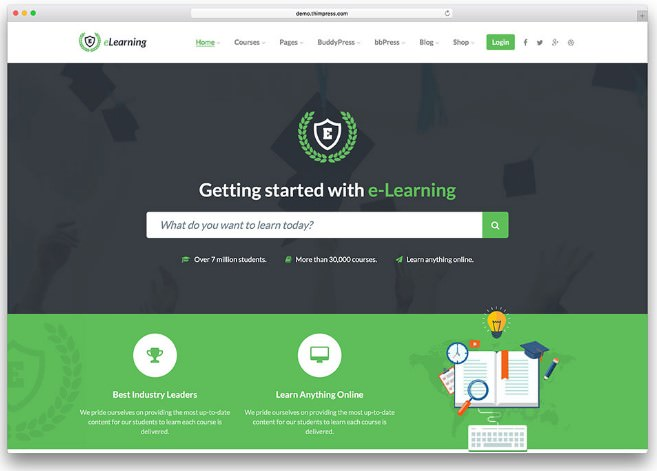 demo.thimpress.com
eLearning
Home Courses Pages BuddyPress bbPress Blog Shop Login
E
Getting started with e-Learning
What do you want to learn today?
Over 7 million students. More than 30,000 courses. Learn anything online.
Best Industry Leaders
We pride ourselves on providing the most up-to-date
content for our students to learn each course is
delivered.
Learn Anything Online
We pride ourselves on providing the most up-to-date
content for our students to learn each course is
delivered.